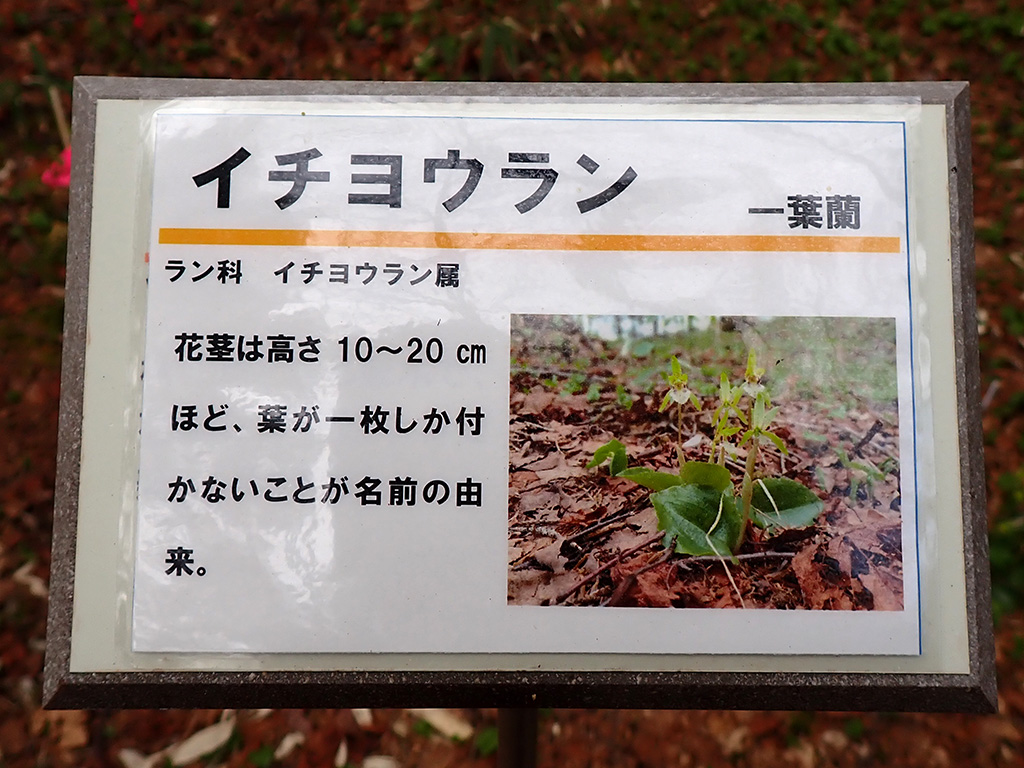 イチヨウラン
一葉蘭
ラン科　イチヨウラン属
花茎は高さ 10～20 cm
ほど、葉が一枚しか付
かないことが名前の由
来。